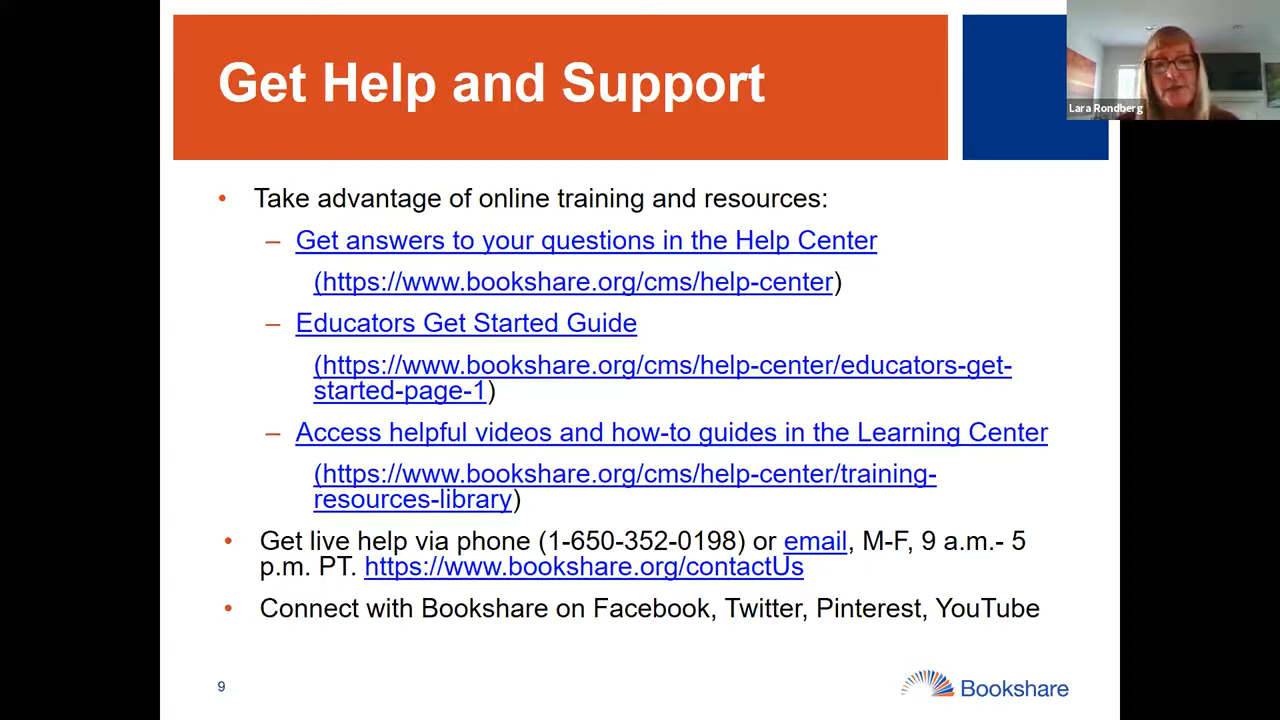 Get Help and Support
Lara Rondberg
• Take advantage of online training and resources:
– Get answers to your questions in the Help Center
(https://www.bookshare.org/cms/help-center)
– Educators Get Started Guide
(https://www.bookshare.org/cms/help-center/educators-get-
started-page-1)
– Access helpful videos and how-to guides in the Learning Center
(https://www.bookshare.org/cms/help-center/training-
resources-library)
• Get live help via phone (1-650-352-0198) or email, M-F, 9 a.m.- 5
p.m. PT. https://www.bookshare.org/contactUs
• Connect with Bookshare on Facebook, Twitter, Pinterest, YouTube
9
Bookshare